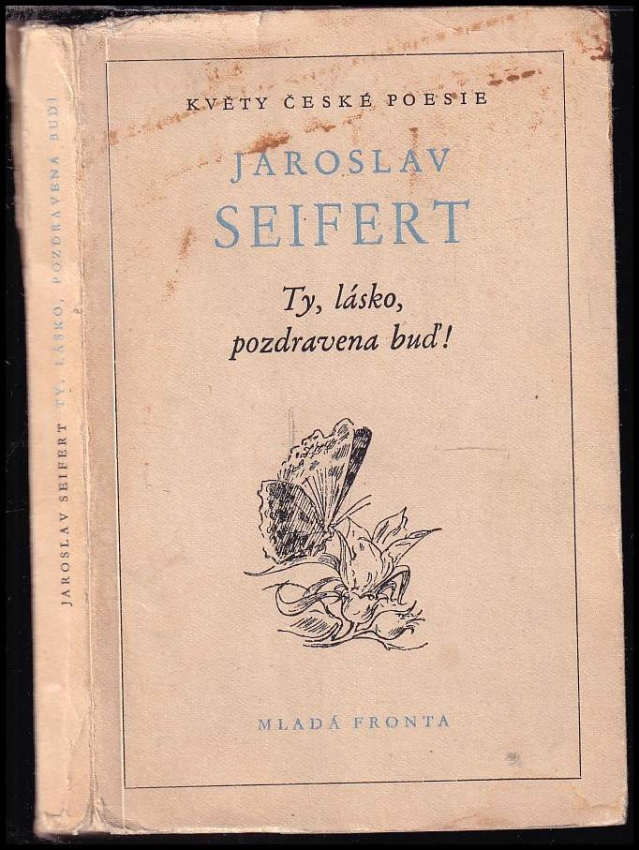 KVĚTY ČESKÉ POESIE
JAROSLAV
SEIFERT
Ty, lásko,
pozdravena buď!
MLADÁ FRONTA
JAROSLAV SEIFERT TY, LÁSKO, POZDRAVENA BUĎ!